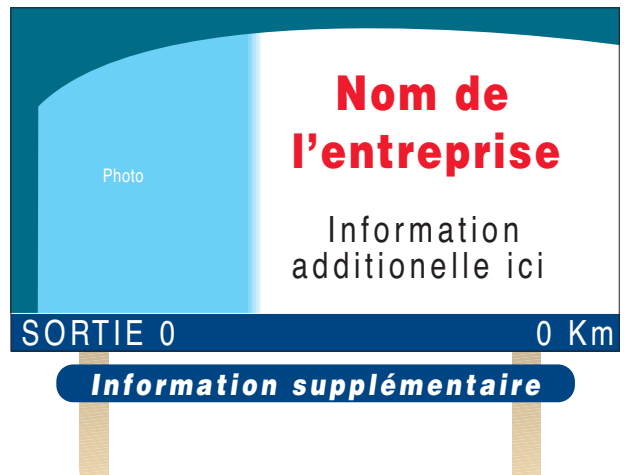 Nom de
l’entreprise
Photo
Information
additionelle ici
SORTIE 0 0 Km
Information supplémentaire